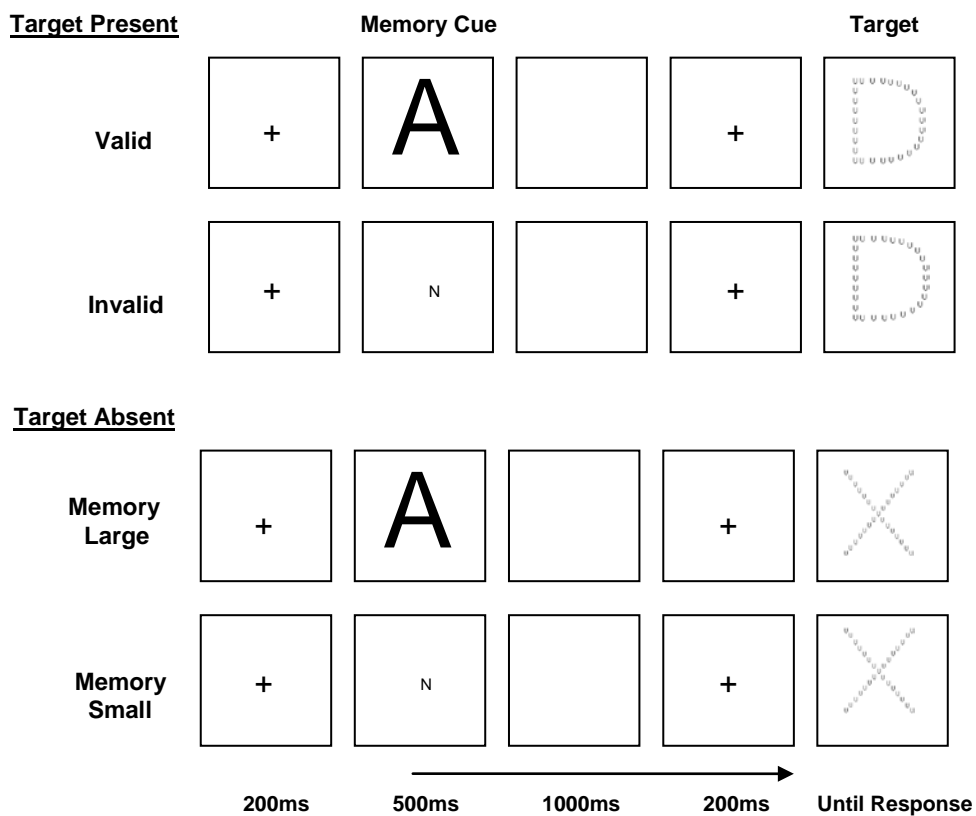 Target Present Memory Cue Target
Valid + A + D
Invalid + N + D
Target Absent
Memory
Large + A + X
Memory
Small + N + X
200ms 500ms 1000ms 200ms Until Response